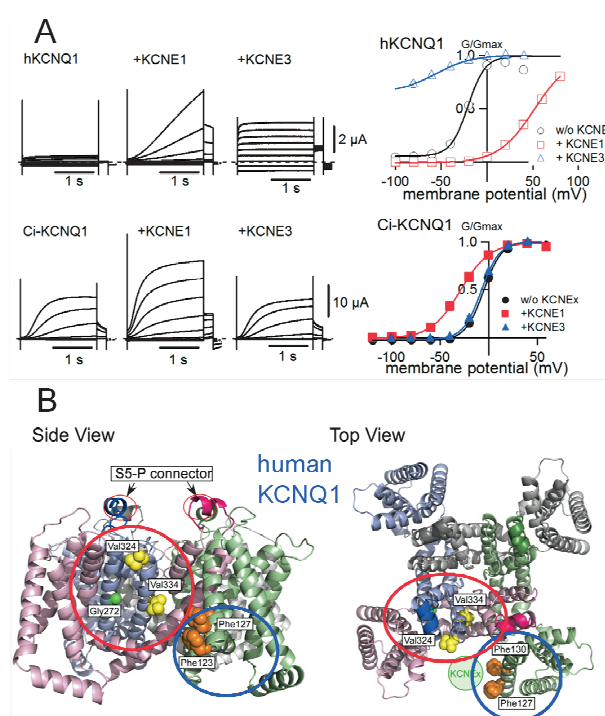 A
hKCNQ1 +KCNE1 +KCNE3
2 µA
1 s 1 s 1 s
hKCNQ1
G/Gmax
1.0
w/o KCNE
+ KCNE1
+ KCNE3
-100 -50 0 50 100
membrane potential (mV)
Ci-KCNQ1 +KCNE1 +KCNE3
10 µA
1 s 1 s 1 s
Ci-KCNQ1
G/Gmax
1.0
0.5
w/o KCNEx
+KCNE1
+KCNE3
-100 -50 0 50
membrane potential (mV)
B
Side View
Top View
human
KCNQ1
S5-P connector
Val324
Val334
Gly272
Phe127
Phe123
Val334
Val324
KCNEx
Phe130
Phe127